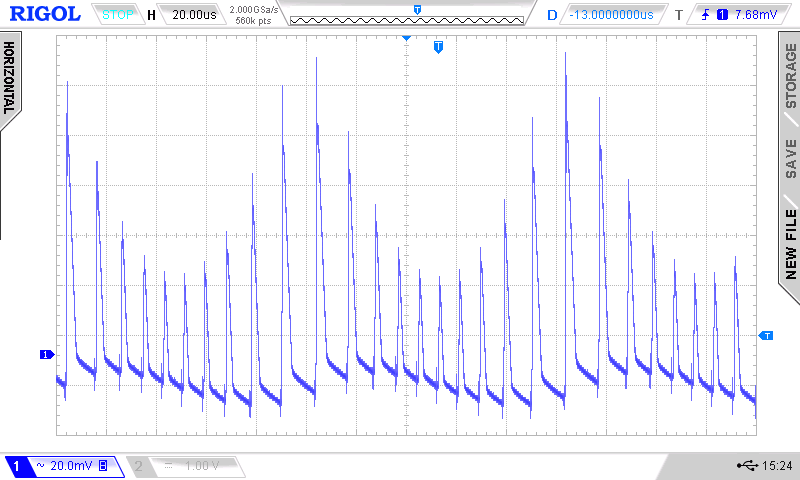 RIGOL STOP H 20.00us 2.000GSa/s 560k pts T D -13.0000000us T 1 7.68mV
HORIZONTAL
T
STORAGE
SAVE
NEW FILE
T
1
1 ~ 20.0mV B 2 = 1.00 V 15:24